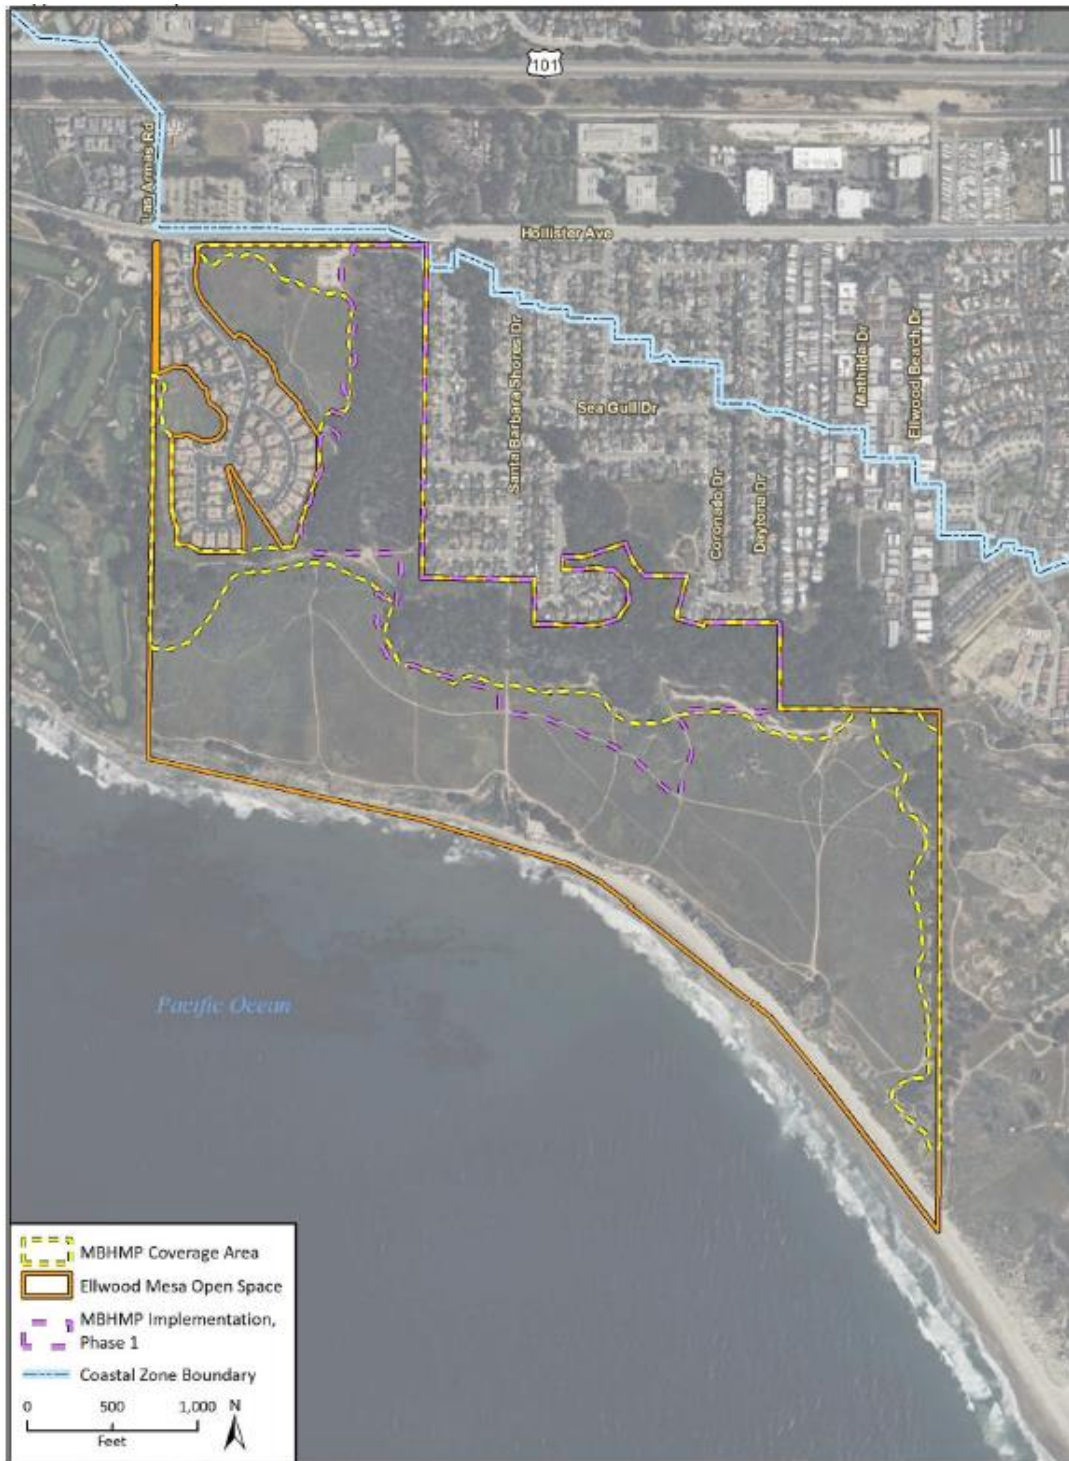 101
Las Armas Rd
Hollister Ave
Santa Barbara Shores Dr
Sea Gull Dr
Coronado Dr
Daytona Dr
Mathilda Dr
Ellwood Beach Dr
Pacific Ocean
MBHMP Coverage Area
Ellwood Mesa Open Space
MBHMP Implementation,
Phase 1
Coastal Zone Boundary
0 500 1,000 N
Feet